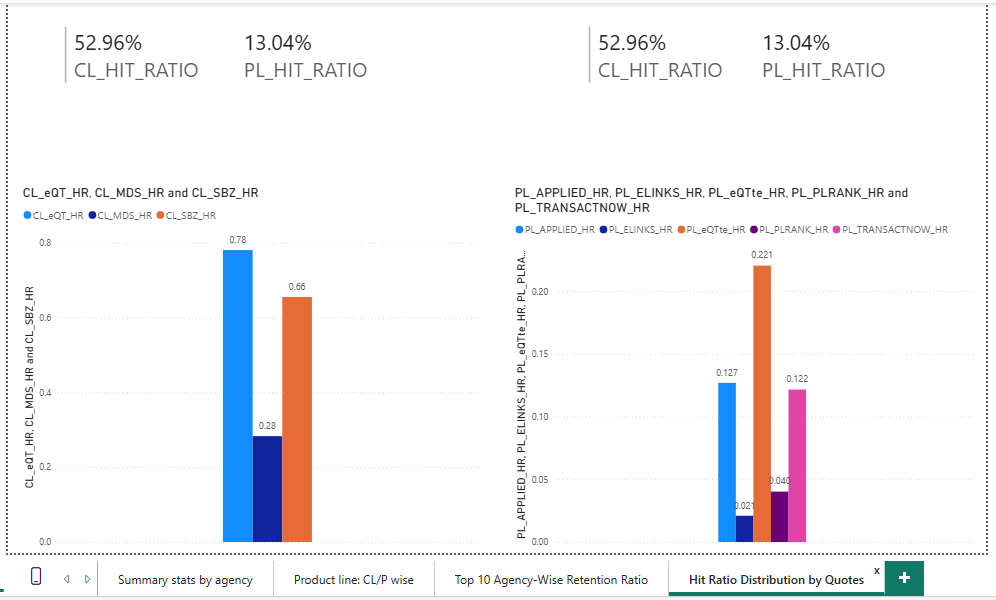 52.96%
CL_HIT_RATIO
13.04%
PL_HIT_RATIO
52.96%
CL_HIT_RATIO
13.04%
PL_HIT_RATIO
CL_eQT_HR, CL_MDS_HR and CL_SBZ_HR
CL_eQT_HR CL_MDS_HR CL_SBZ_HR
CL_eQT_HR, CL_MDS_HR and CL_SBZ_HR
0.8
0.6
0.4
0.2
0.0
0.78
0.28
0.66
PL_APPLIED_HR, PL_ELINKS_HR, PL_eQTte_HR, PL_PLRANK_HR and
PL_TRANSACTNOW_HR
PL_APPLIED_HR PL_ELINKS_HR PL_eQTte_HR PL_PLRANK_HR PL_TRANSACTNOW_HR
PL_APPLIED_HR, PL_ELINKS_HR, PL_eQTte_HR, PL_PLRA...
0.20
0.15
0.10
0.05
0.00
0.127
0.021
0.221
0.040
0.122
Summary stats by agency
Product line: CL/P wise
Top 10 Agency-Wise Retention Ratio
Hit Ratio Distribution by Quotes
x
+